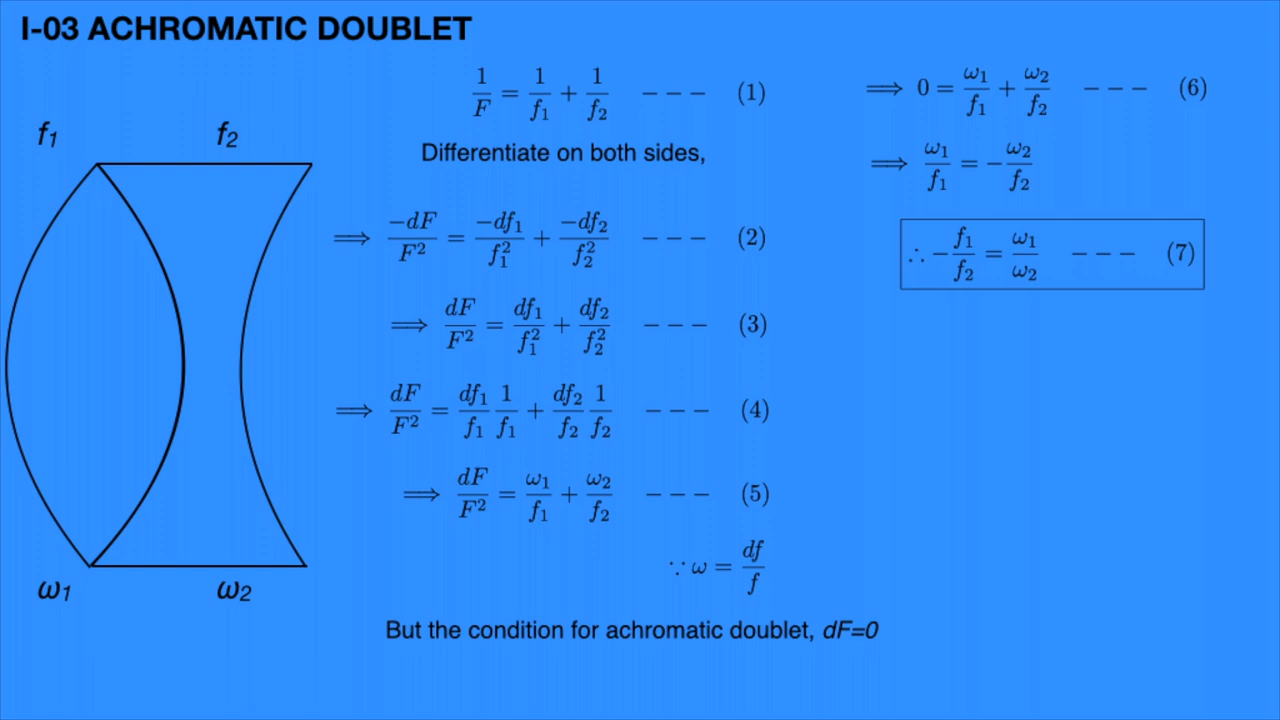 I-03 ACHROMATIC DOUBLET
f₁ f₂
ω₁ ω₂
1/F = 1/f₁ + 1/f₂ --- (1)
Differentiate on both sides,
⟹ -dF/F² = -df₁/f₁² + -df₂/f₂² --- (2)
⟹ dF/F² = df₁/f₁² + df₂/f₂² --- (3)
⟹ dF/F² = df₁/f₁ 1/f₁ + df₂/f₂ 1/f₂ --- (4)
⟹ dF/F² = ω₁/f₁ + ω₂/f₂ --- (5)
∵ ω = df/f
But the condition for achromatic doublet, dF=0
⟹ 0 = ω₁/f₁ + ω₂/f₂ --- (6)
⟹ ω₁/f₁ = -ω₂/f₂
∴ -f₁/f₂ = ω₁/ω₂ --- (7)